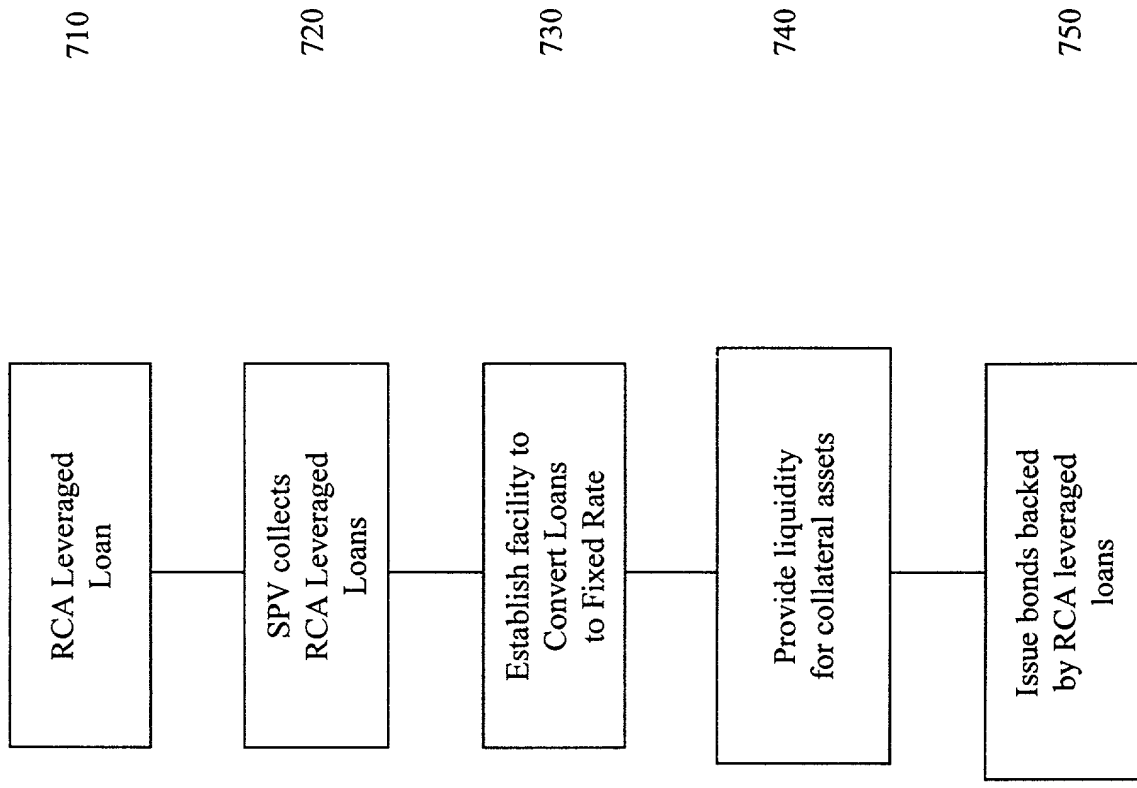 RCA Leveraged
Loan
710
SPV collects
RCA Leveraged
Loans
720
Establish facility to
Convert Loans
to Fixed Rate
730
Provide liquidity
for collateral assets
740
Issue bonds backed
by RCA leveraged
loans
750